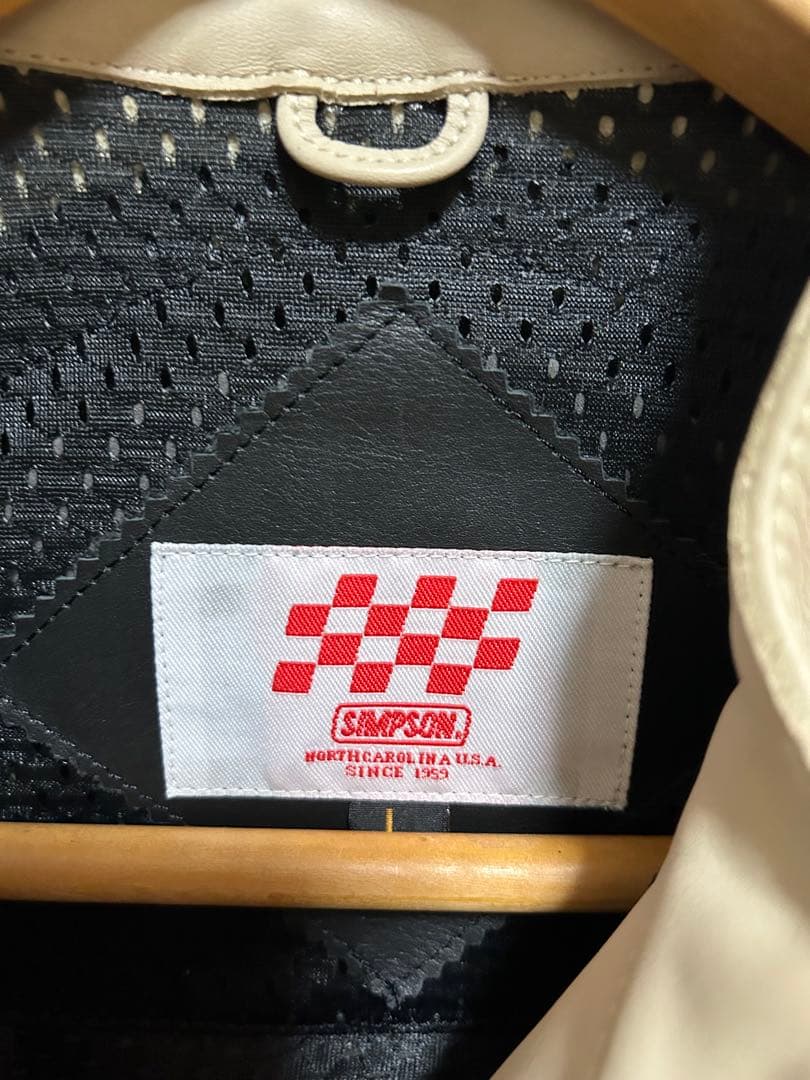 SIMPSON.
NORTH CAROLINA U.S.A.
SINCE 1959